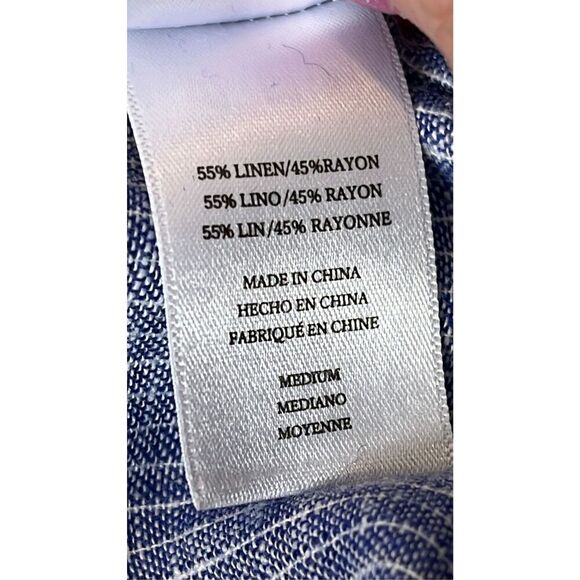 55% LINEN/45%RAYON
55% LINO/45% RAYON
55% LIN/45% RAYONNE
MADE IN CHINA
HECHO EN CHINA
FABRIQUÉ EN CHINE
MEDIUM
MEDIANO
MOYENNE